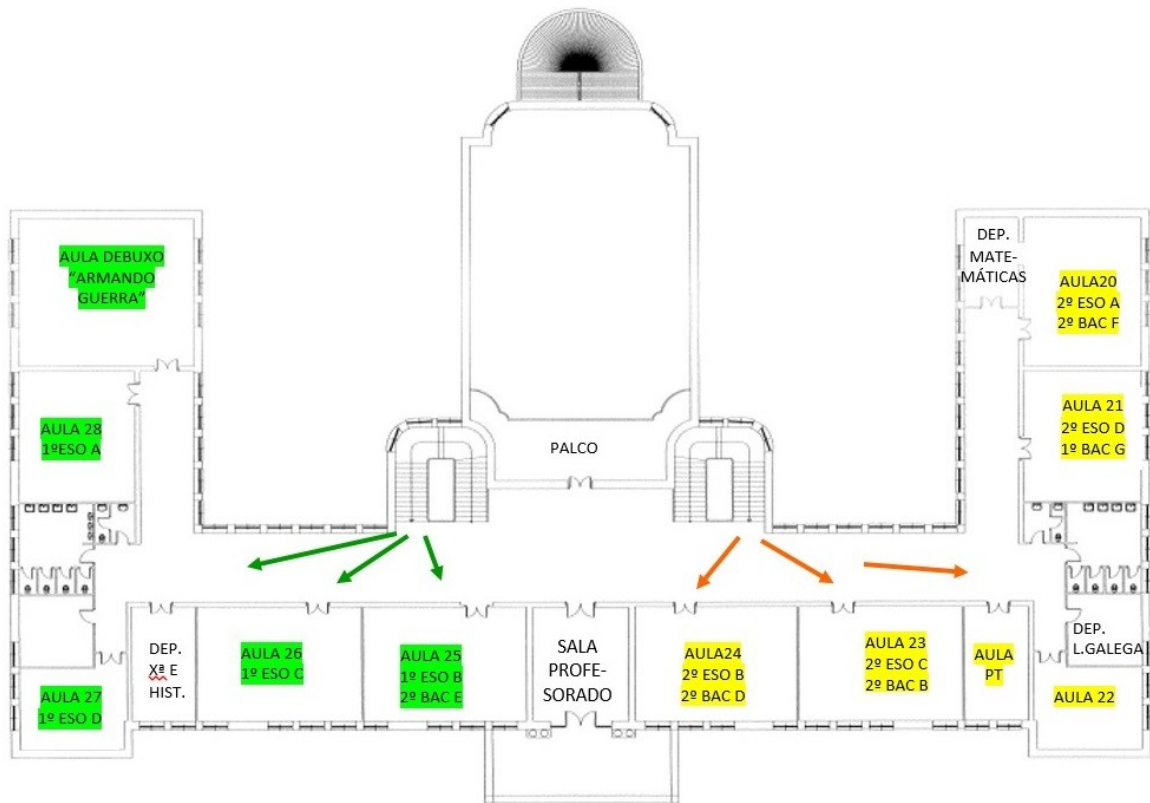 AULA DEBUXO
“ARMANDO
GUERRA”
DEP.
MATE-
MÁTICAS
AULA20
2º ESO A
2º BAC F
AULA 28
1ºESO A
PALCO
AULA 21
2º ESO D
1º BAC G
AULA 27
1º ESO D
DEP.
Xª E
HIST.
AULA 26
1º ESO C
AULA 25
1º ESO B
2º BAC E
SALA
PROFE-
SORADO
AULA24
2º ESO B
2º BAC D
AULA 23
2º ESO C
2º BAC B
AULA
PT
DEP.
L.GALEGA
AULA 22